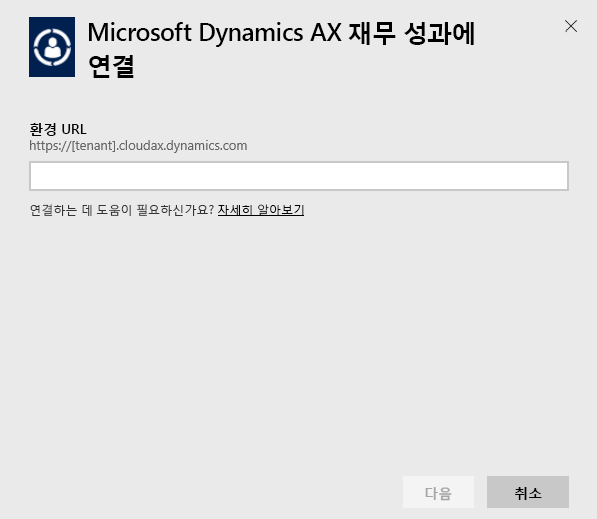 Microsoft Dynamics AX 재무 성과에
연결
환경 URL
https://[tenant].cloudax.dynamics.com
연결하는 데 도움이 필요하신가요? 자세히 알아보기
다음
취소